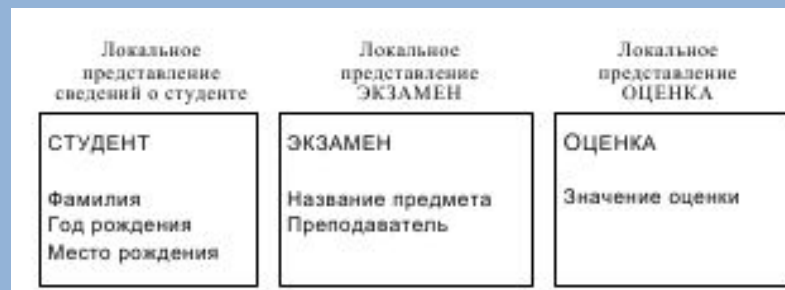 Локальное
представление
сведений о студенте
Локальное
представление
ЭКЗАМЕН
Локальное
представление
ОЦЕНКА
СТУДЕНТ
Фамилия
Год рождения
Место рождения
ЭКЗАМЕН
Название предмета
Преподаватель
ОЦЕНКА
Значение оценки